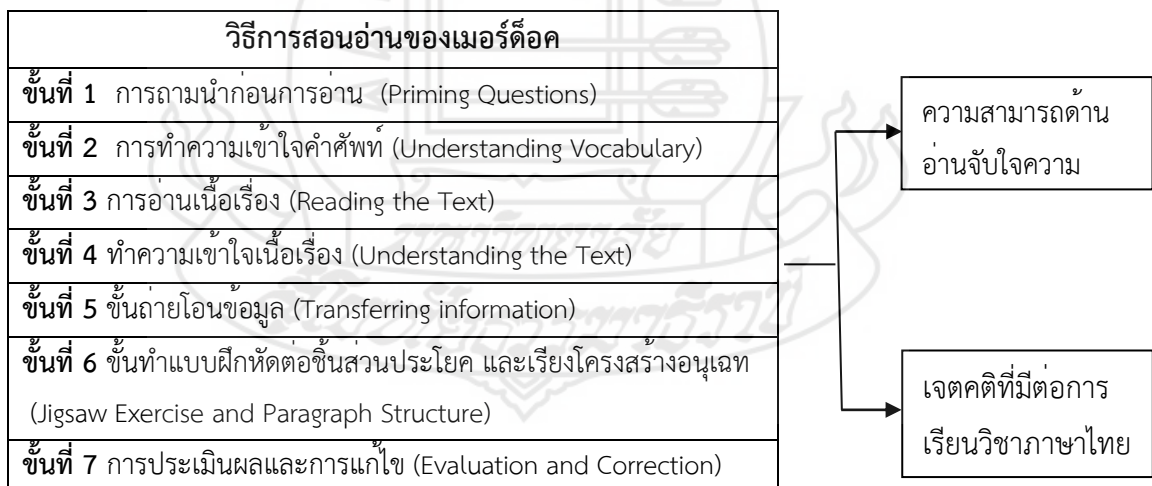 วิธีการสอนอ่านของเมอร์ด็อค
ขั้นที่ 1 การถามนำก่อนการอ่าน (Priming Questions)
ขั้นที่ 2 การทำความเข้าใจคำศัพท์ (Understanding Vocabulary)
ขั้นที่ 3 การอ่านเนื้อเรื่อง (Reading the Text)
ขั้นที่ 4 ทำความเข้าใจเนื้อเรื่อง (Understanding the Text)
ขั้นที่ 5 ขั้นถ่ายโอนข้อมูล (Transferring information)
ขั้นที่ 6 ขั้นทำแบบฝึกหัดต่อชิ้นส่วนประโยค และเรียงโครงสร้างอนุเฉท
(Jigsaw Exercise and Paragraph Structure)
ขั้นที่ 7 การประเมินผลและการแก้ไข (Evaluation and Correction)
ความสามารถด้าน
อ่านจับใจความ
เจตคติที่มีต่อการ
เรียนวิชาภาษาไทย